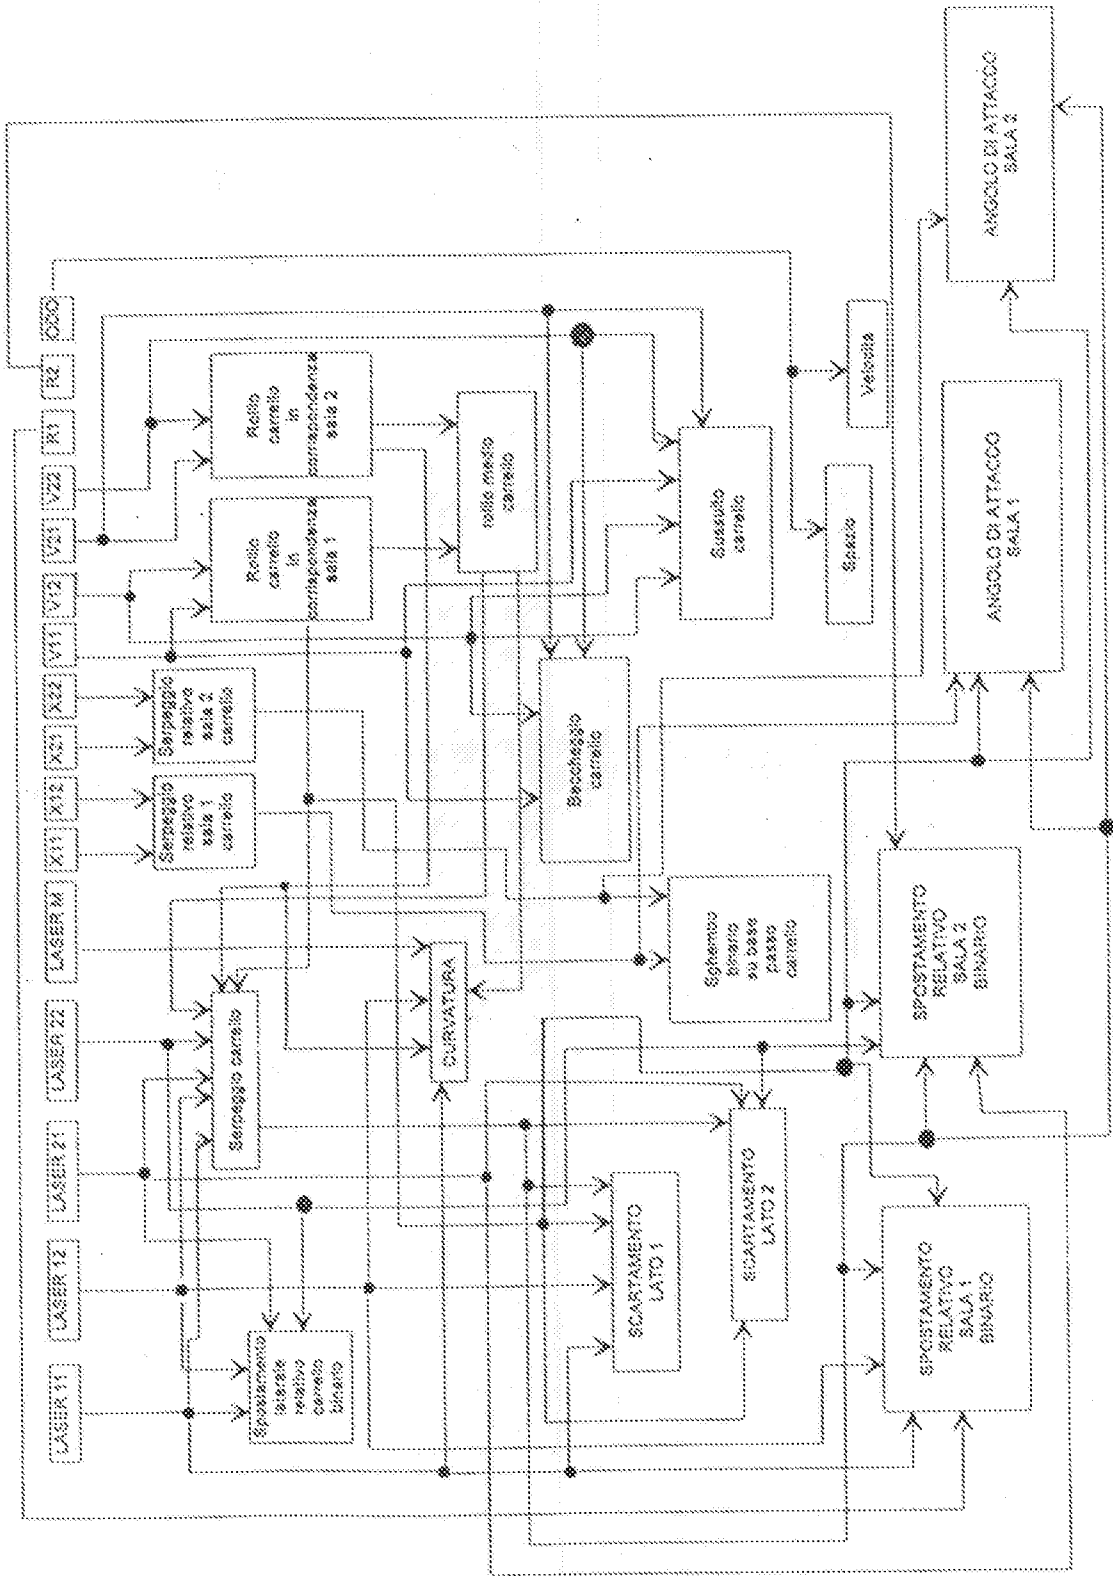 LASER 11
LASER 12
LASER 21
LASER 22
LASER M
X11
X12
X21
X22
V11
V12
V21
V22
R1
R2
ODO
Serpeggio
relativo
sala 1
carrello
Serpeggio
relativo
sala 2
carrello
Rollio
carrello
in
corrispondenza
sala 1
Rollio
carrello
in
corrispondenza
sala 2
Spostamento
laterale
relativo
carrello
binario
Serpeggio carrello
CURVATURA
rollio medio
carrello
Beccheggio
carrello
Sussulto
carrello
SCARTAMENTO
LATO 1
SCARTAMENTO
LATO 2
Sghembo
binario
su base
passo
carrello
Spazio
Velocita
SPOSTAMENTO
RELATIVO
SALA 1
BINARIO
SPOSTAMENTO
RELATIVO
SALA 2
BINARIO
ANGOLO DI ATTACCO
SALA 1
ANGOLO DI ATTACCO
SALA 2